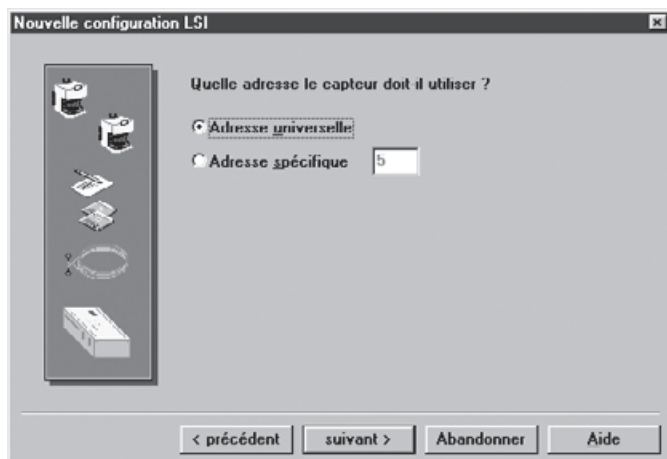 Nouvelle configuration LSI
Quelle adresse le capteur doit-il utiliser ?
Adresse universelle
Adresse spécifique 5
< précédent suivant > Abandonner Aide